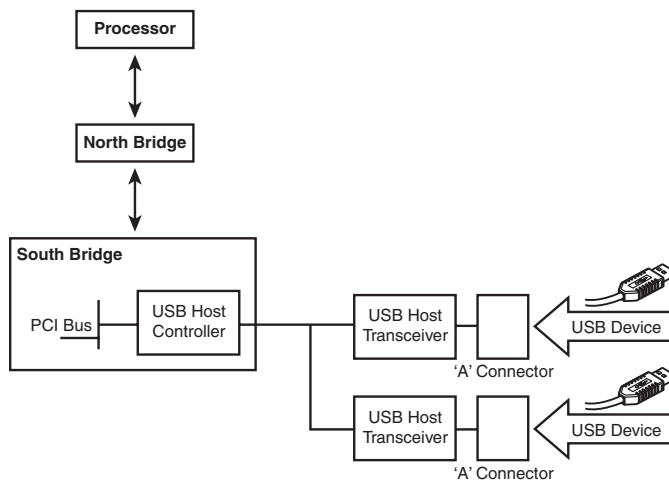 Processor
North Bridge
South Bridge
PCI Bus
USB Host
Controller
USB Host
Transceiver
'A' Connector
USB Device
USB Host
Transceiver
'A' Connector
USB Device